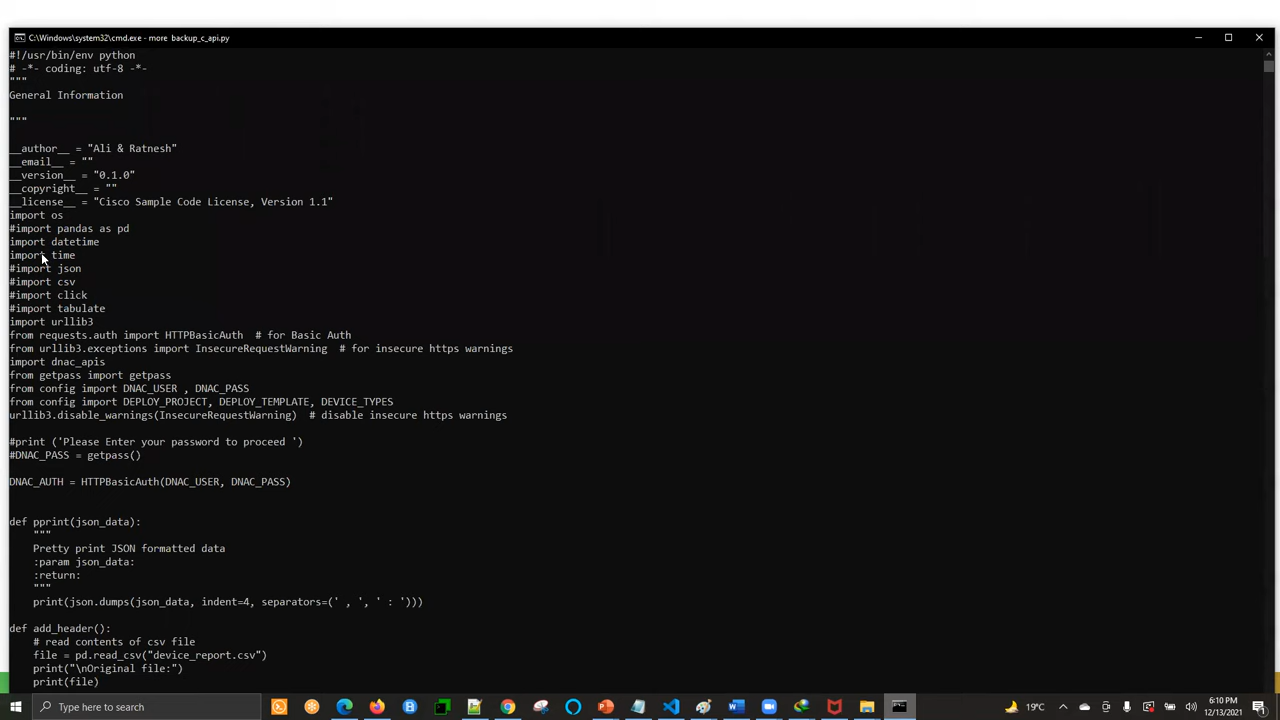 C:\Windows\system32\cmd.exe - more  backup_c_api.py
#!/usr/bin/env python
# -*- coding: utf-8 -*-
"""
General Information
"""
__author__ = "Ali & Ratnesh"
__email__ = ""
__version__ = "0.1.0"
__copyright__ = ""
__license__ = "Cisco Sample Code License, Version 1.1"
import os
#import pandas as pd
import datetime
import time
#import json
#import csv
#import click
#import tabulate
import urllib3
from requests.auth import HTTPBasicAuth  # for Basic Auth
from urllib3.exceptions import InsecureRequestWarning  # for insecure https warnings
import dnac_apis
from getpass import getpass
from config import DNAC_USER , DNAC_PASS
from config import DEPLOY_PROJECT, DEPLOY_TEMPLATE, DEVICE_TYPES
urllib3.disable_warnings(InsecureRequestWarning)  # disable insecure https warnings
#print ('Please Enter your password to proceed ')
#DNAC_PASS = getpass()
DNAC_AUTH = HTTPBasicAuth(DNAC_USER, DNAC_PASS)
def pprint(json_data):
    """
    Pretty print JSON formatted data
    :param json_data:
    :return:
    """
    print(json.dumps(json_data, indent=4, separators=(' , ', ' : ')))
def add_header():
    # read contents of csv file
    file = pd.read_csv("device_report.csv")
    print("\nOriginal file:")
    print(file)
Type here to search
19°C
6:10 PM
12/13/2021